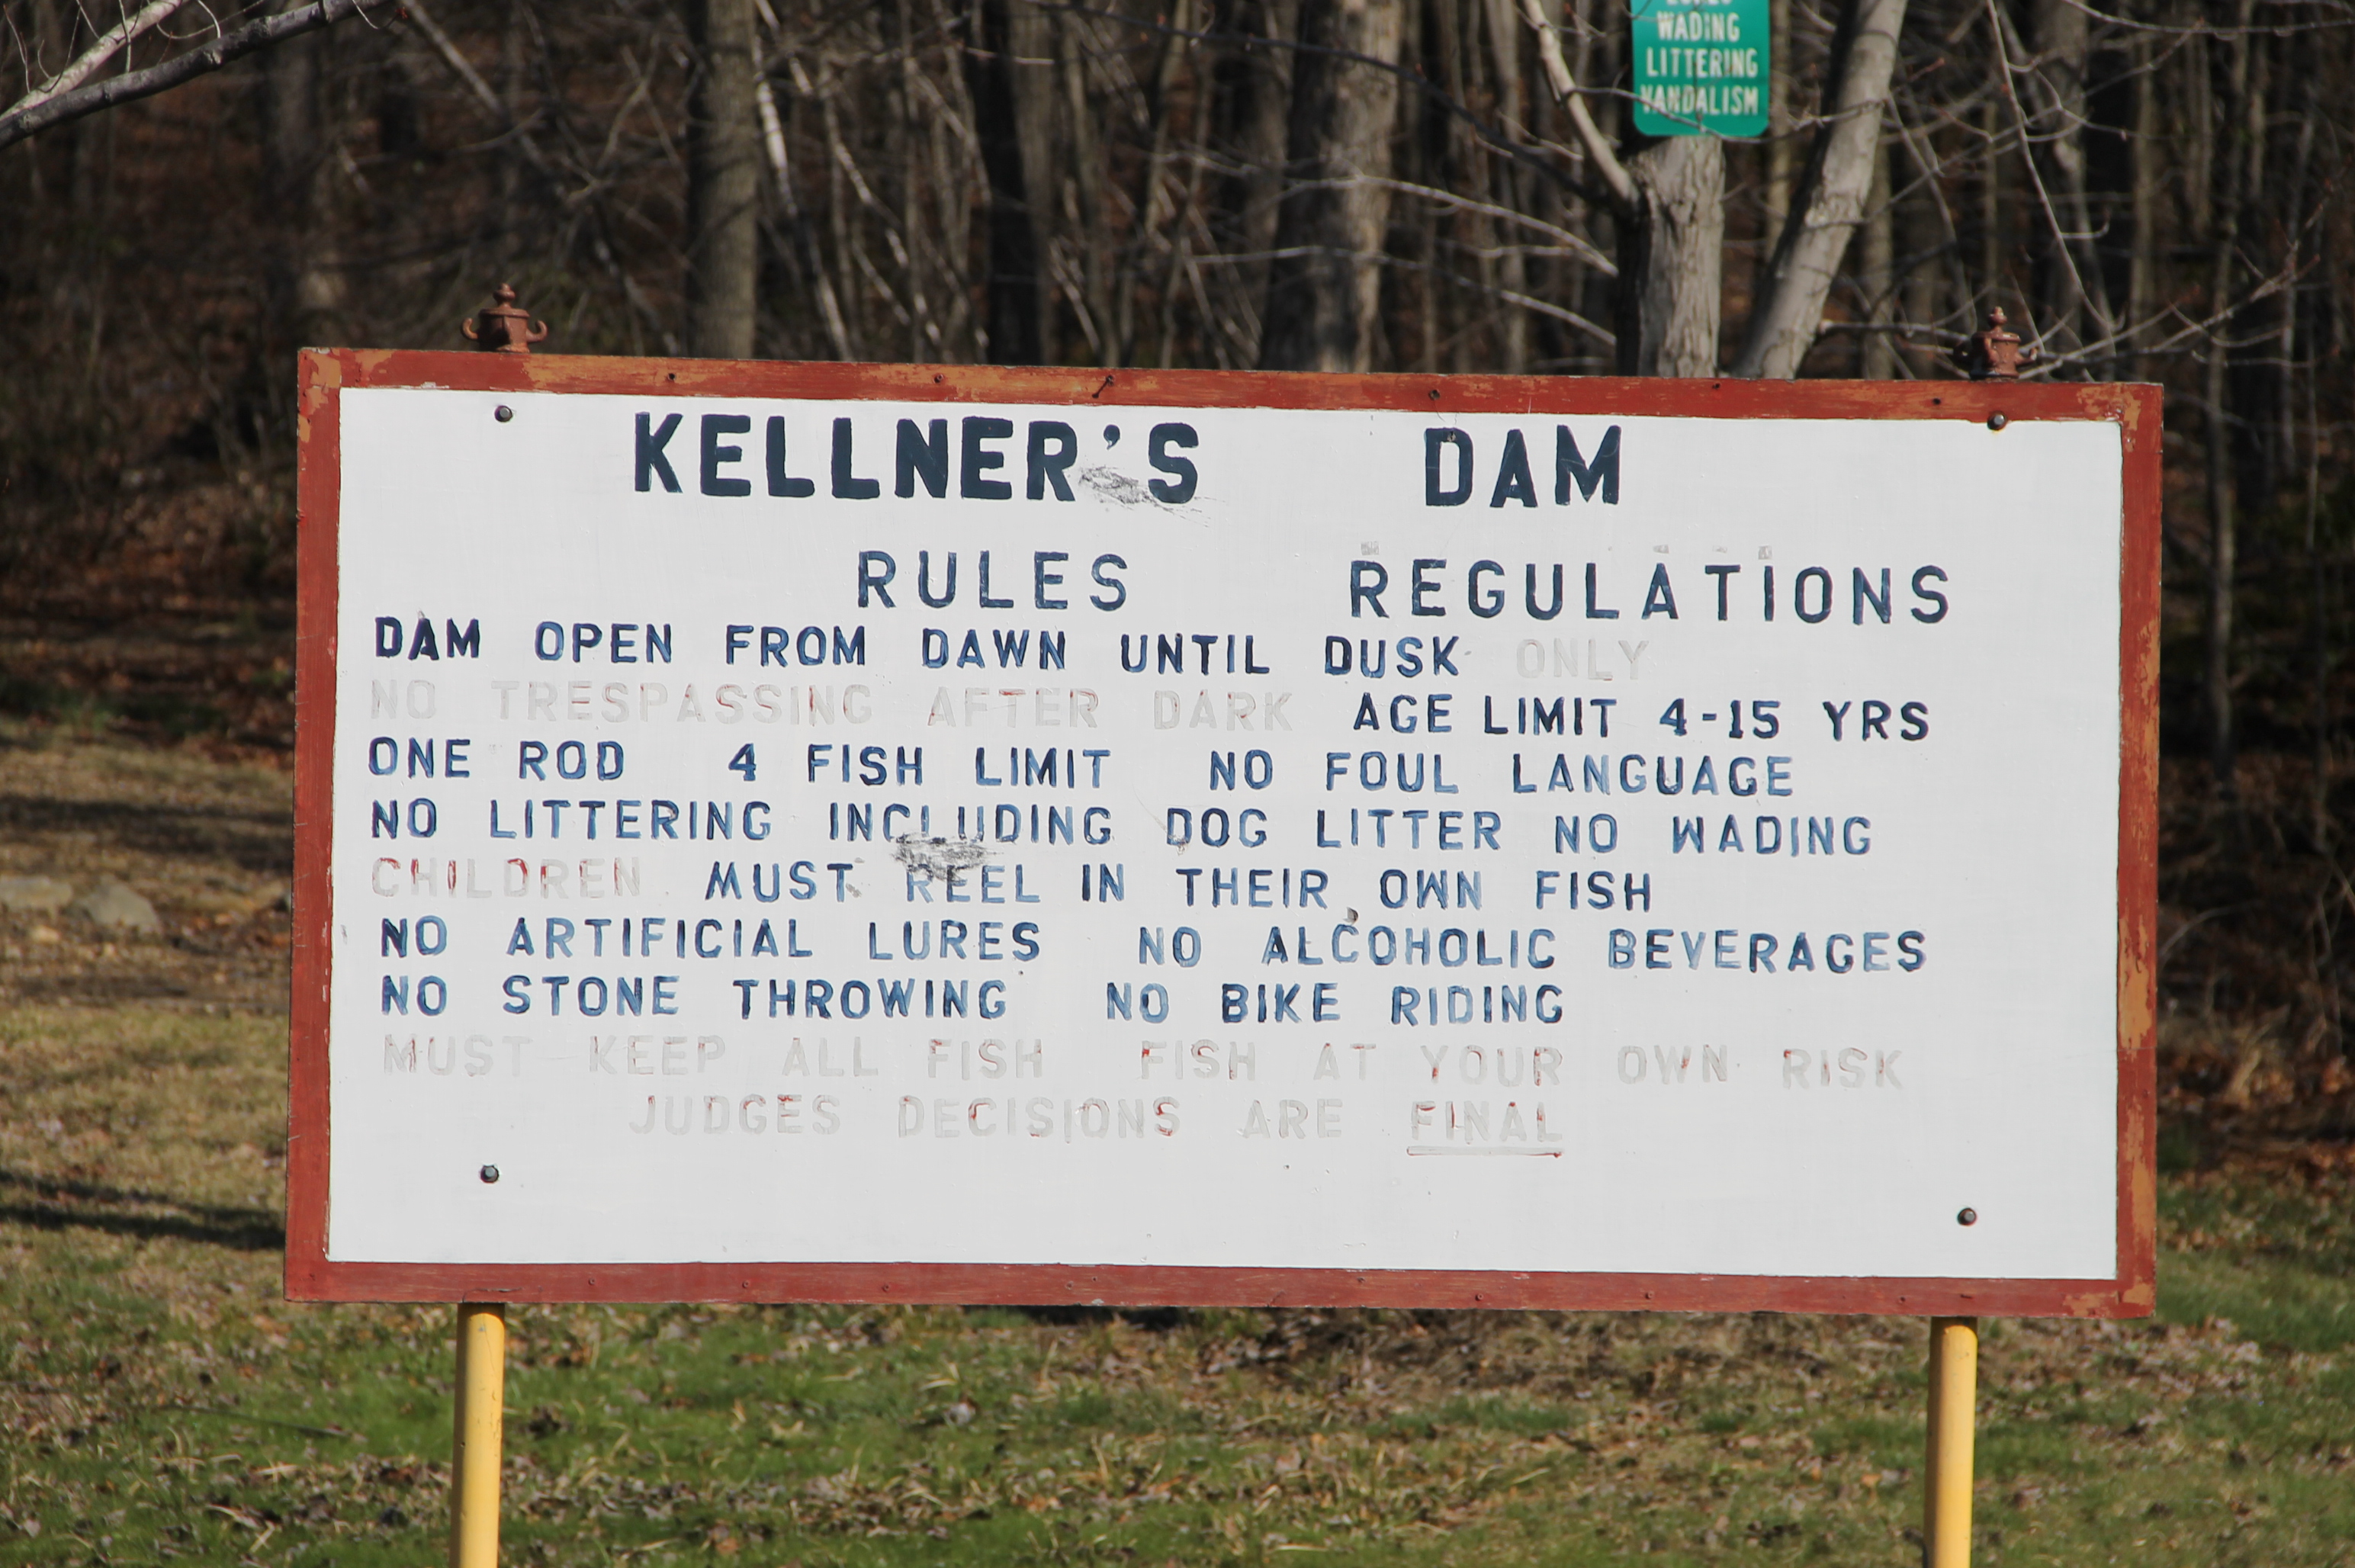 WADING
LITTERING
VANDALISM
KELLNER'S DAM
RULES REGULATIONS
DAM OPEN FROM DAWN UNTIL DUSK ONLY
NO TRESPASSING AFTER DARK AGE LIMIT 4-15 YRS
ONE ROD 4 FISH LIMIT NO FOUL LANGUAGE
NO LITTERING INCLUDING DOG LITTER NO WADING
CHILDREN MUST REEL IN THEIR OWN FISH
NO ARTIFICIAL LURES NO ALCOHOLIC BEVERAGES
NO STONE THROWING NO BIKE RIDING
MUST KEEP ALL FISH FISH AT YOUR OWN RISK
JUDGES DECISIONS ARE FINAL